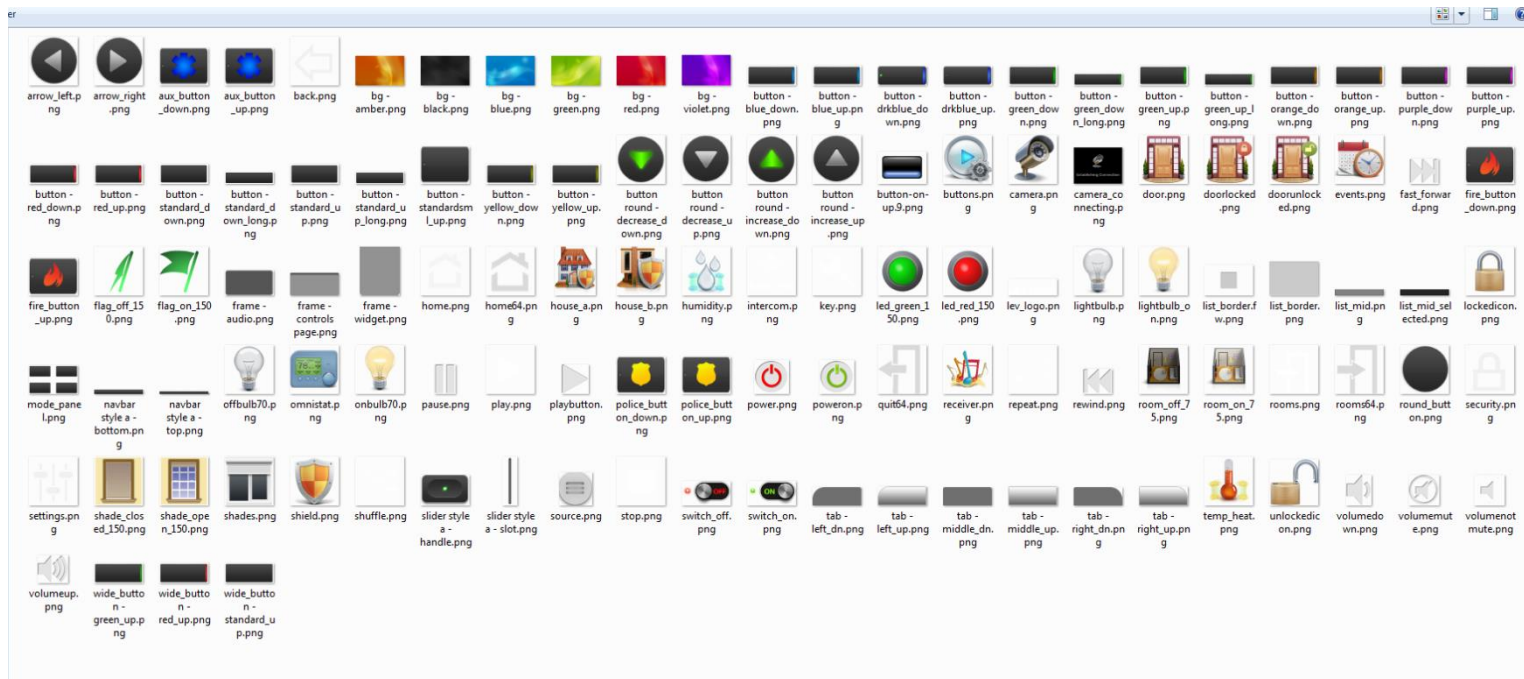 er
arrow_left.p
ng
arrow_right
.png
aux_button
_down.png
aux_button
_up.png
back.png
bg -
amber.png
bg -
black.png
bg -
blue.png
bg -
green.png
bg -
red.png
bg -
violet.png
button -
blue_down.
png
button -
blue_up.pn
g
button -
drkblue_do
wn.png
button -
drkblue_up.
png
button -
green_dow
n.png
button -
green_dow
n_long.png
button -
green_up.p
ng
button -
green_up_l
ong.png
button -
orange_do
wn.png
button -
orange_up.
png
button -
purple_dow
n.png
button -
purple_up.
png
button -
red_down.p
ng
button -
red_up.png
button -
standard_d
own.png
button -
standard_d
own_long.p
ng
button -
standard_u
p.png
button -
standard_u
p_long.png
button -
standardsm
l_up.png
button -
yellow_dow
n.png
button -
yellow_up.
png
button
round -
decrease_d
own.png
button
round -
decrease_u
p.png
button
round -
increase_do
wn.png
button
round -
increase_up
.png
button-on-
up.9.png
buttons.pn
g
camera.pn
g
camera_co
nnecting.p
ng
door.png
doorlocked
.png
doorunlock
ed.png
events.png
fast_forwar
d.png
fire_button
_down.png
fire_button
_up.png
flag_off_15
0.png
flag_on_150
.png
frame -
audio.png
frame -
controls
page.png
frame -
widget.png
home.png
home64.pn
g
house_a.pn
g
house_b.pn
g
humidity.p
ng
intercom.p
ng
key.png
led_green_1
50.png
led_red_150
.png
lev_logo.pn
g
lightbulb.p
ng
lightbulb_o
n.png
list_border.f
w.png
list_border.
png
list_mid.pn
g
list_mid_sel
ected.png
lockedicon.
png
mode_pane
l.png
navbar
style a -
bottom.pn
g
navbar
style a -
top.png
offbulb70.p
ng
omnistat.p
ng
onbulb70.p
ng
pause.png
play.png
playbutton.
png
police_butt
on_down.p
ng
police_butt
on_up.png
power.png
poweron.p
ng
quit64.png
receiver.pn
g
repeat.png
rewind.png
room_off_7
5.png
room_on_7
5.png
rooms.png
rooms64.p
ng
round_butt
on.png
security.pn
g
settings.pn
g
shade_clos
ed_150.png
shade_ope
n_150.png
shades.png
shield.png
shuffle.png
slider style
a -
handle.png
slider style
a - slot.png
source.png
stop.png
OFF
switch_off.
png
ON
switch_on.
png
tab -
left_dn.png
tab -
left_up.png
tab -
middle_dn.
png
tab -
middle_up.
png
tab -
right_dn.pn
g
tab -
right_up.pn
g
temp_heat.
png
unlockedic
on.png
volumedo
wn.png
volumemut
e.png
volumenot
mute.png
volumeup.
png
wide_butto
n -
green_up.p
ng
wide_butto
n -
red_up.png
wide_butto
n -
standard_u
p.png